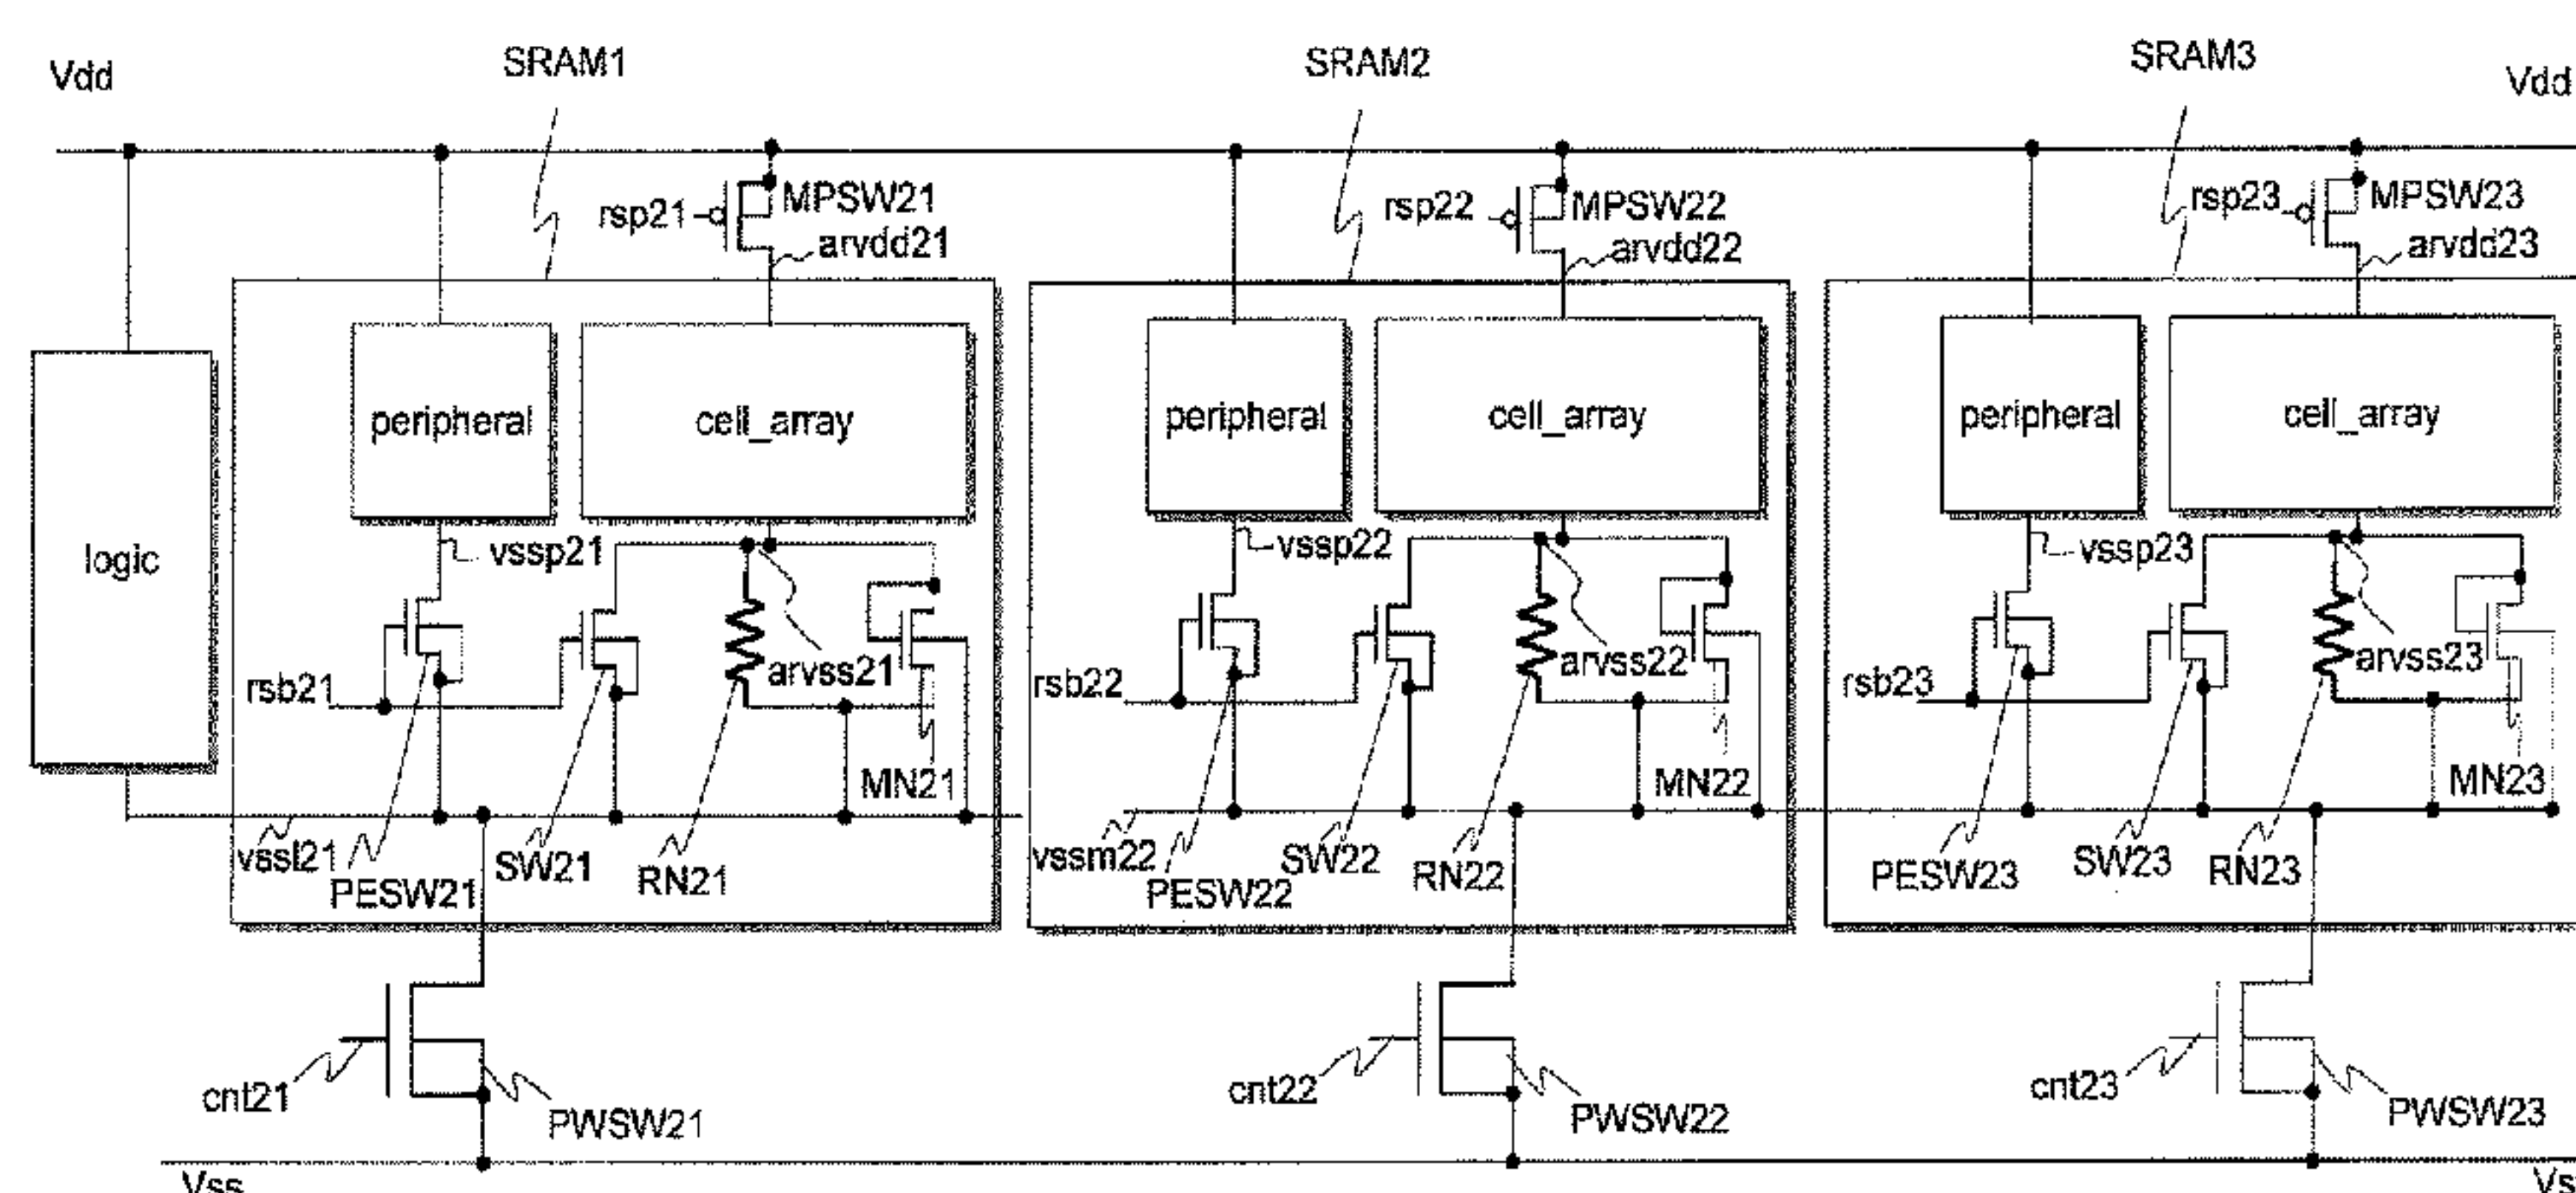 Vdd
SRAM1
SRAM2
SRAM3
Vdd
rsp21
MPSW21
arvdd21
rsp22
MPSW22
arvdd22
rsp23
MPSW23
arvdd23
logic
peripheral
cell_array
peripheral
cell_array
peripheral
cell_array
vssp21
vssp22
vssp23
rsb21
arvss21
rsb22
arvss22
rsb23
arvss23
MN21
MN22
MN23
vssl21
PESW21
SW21
RN21
vssm22
PESW22
SW22
RN22
PESW23
SW23
RN23
cnt21
PWSW21
cnt22
PWSW22
cnt23
PWSW23
Vss
Vs